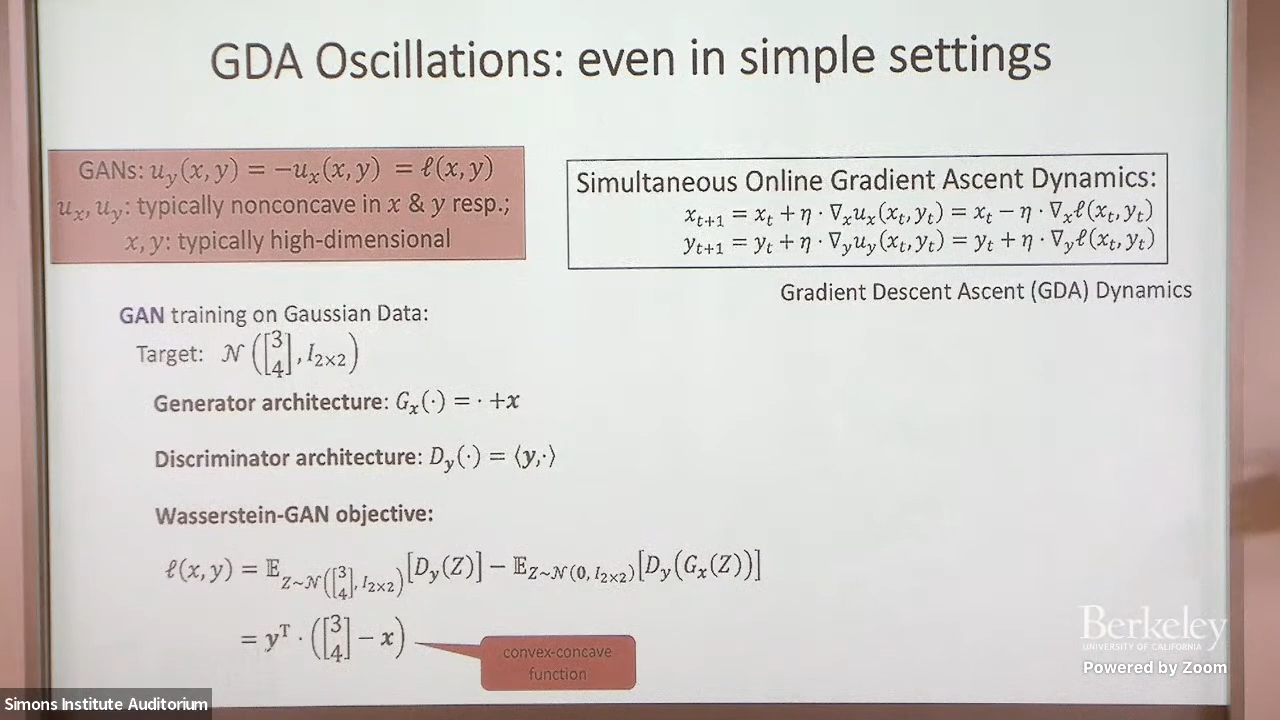 GDA Oscillations: even in simple settings
GANs: u_y(x, y) = −u_x(x, y) = ℓ(x, y)
u_x, u_y: typically nonconcave in x & y resp.;
x, y: typically high-dimensional
Simultaneous Online Gradient Ascent Dynamics:
x_{t+1} = x_t + η · ∇_x u_x(x_t, y_t) = x_t − η · ∇_x ℓ(x_t, y_t)
y_{t+1} = y_t + η · ∇_y u_y(x_t, y_t) = y_t + η · ∇_y ℓ(x_t, y_t)
Gradient Descent Ascent (GDA) Dynamics
GAN training on Gaussian Data:
Target: 𝒩([3 4], I_{2×2})
Generator architecture: G_x(·) = · +x
Discriminator architecture: D_y(·) = ⟨y,·⟩
Wasserstein-GAN objective:
ℓ(x, y) = 𝔼_{Z∼𝒩([3 4], I_{2×2})}[D_y(Z)] − 𝔼_{Z∼𝒩(0, I_{2×2})}[D_y(G_x(Z))]
= y^T · ([3 4] − x)
convex-concave
function
Berkeley
UNIVERSITY OF CALIFORNIA
Powered by Zoom
Simons Institute Auditorium